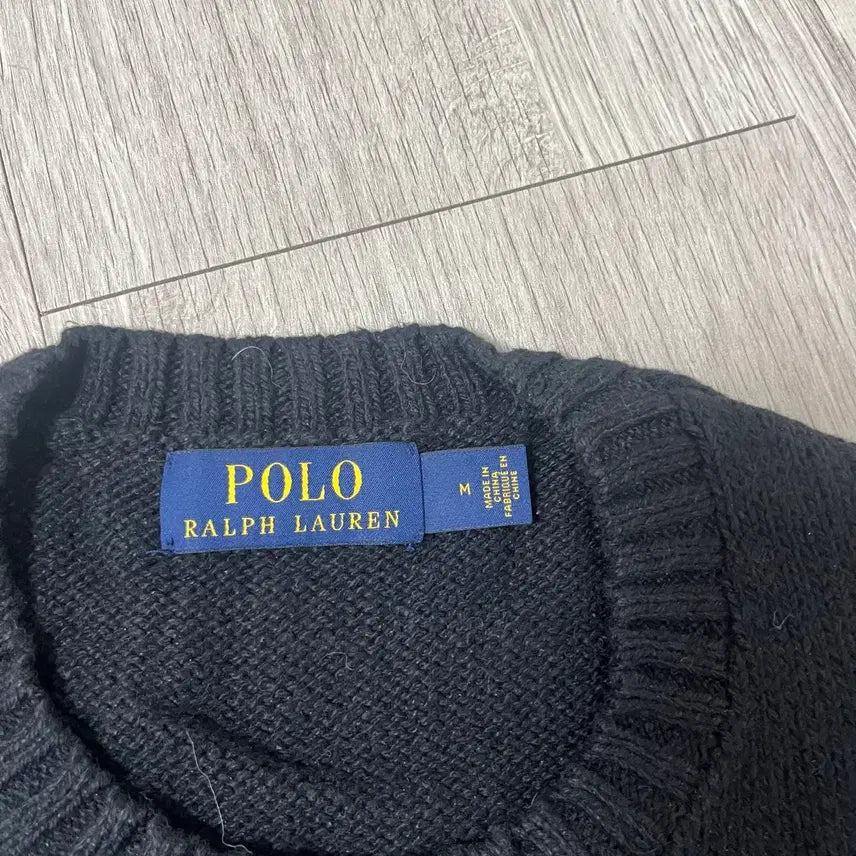 POLO
RALPH LAUREN
M
MADE IN
CHINA
FABRIQUÉ EN
CHINE